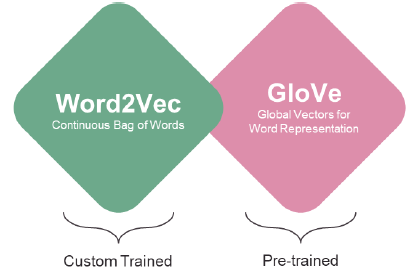 Word2Vec
Continuous Bag of Words
GloVe
Global Vectors for
Word Representation
Custom Trained
Pre-trained